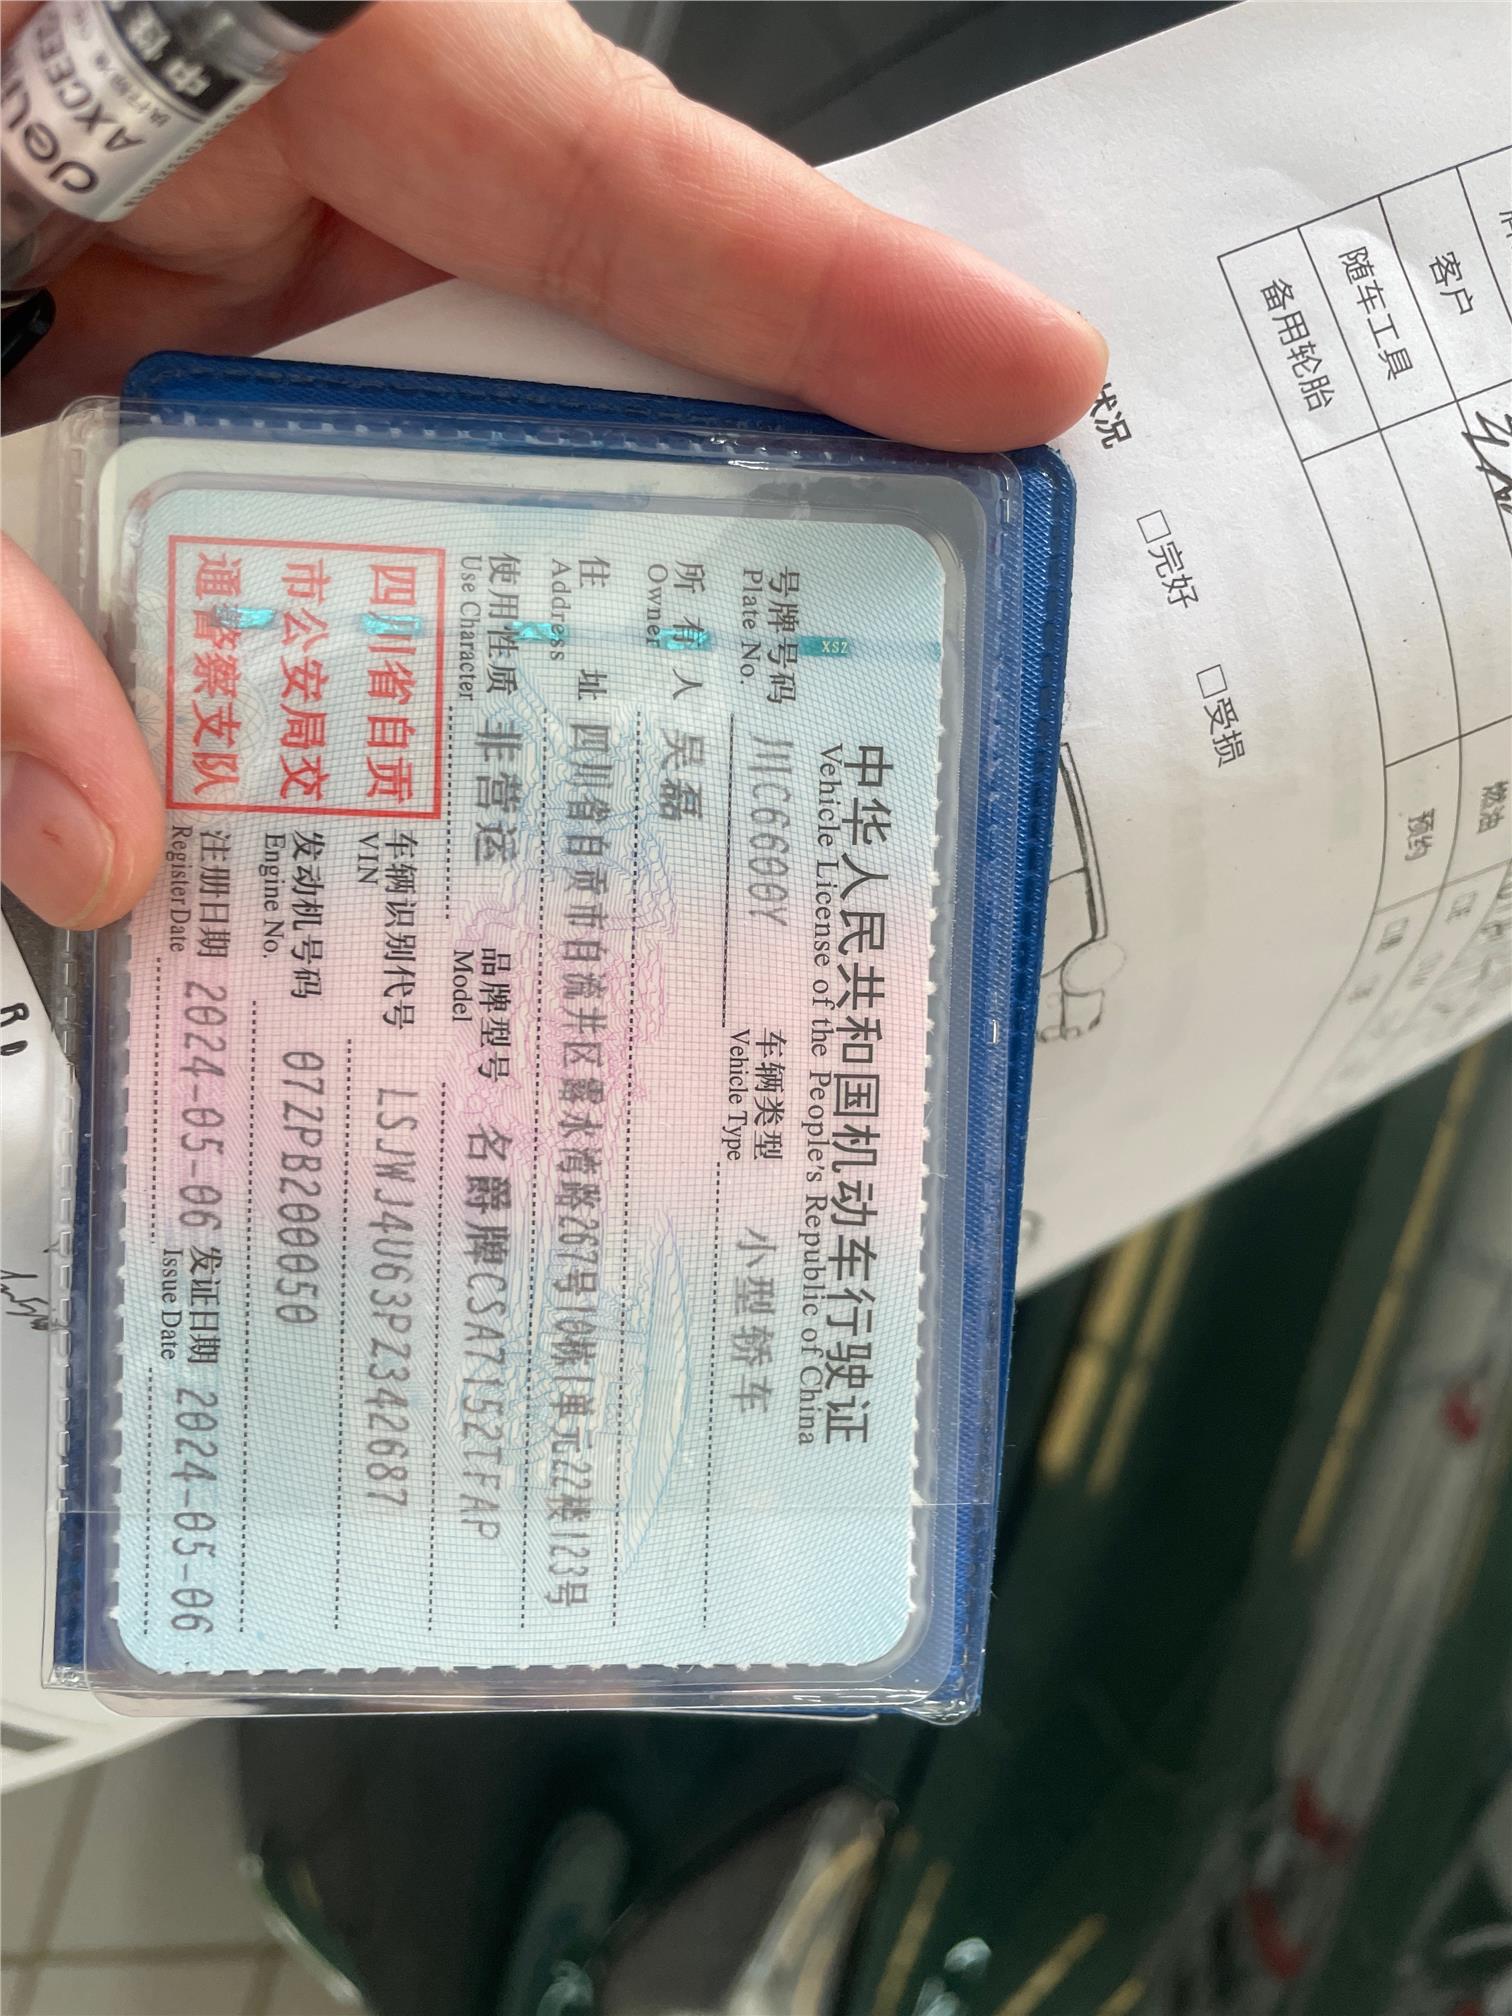 中华人民共和国机动车行驶证
Vehicle License of the People's Republic of China
号牌号码 川C6600Y 车辆类型 小型轿车
Plate No. Vehicle Type
XSZ
所有人 吴磊
Owner
住址 四川省自贡市自流井区露水湾路267号10栋1单元22楼123号
Address
使用性质 非营运 品牌型号 名爵牌CSA7152TFAP
Use Character Model
四川省自贡
市公安局交
通警察支队
车辆识别代号 LSJWJ4U63PZ342687
VIN
发动机号码 07ZPB200050
Engine No.
注册日期 2024-05-06 发证日期 2024-05-06
Register Date Issue Date
客户
随车工具
备用轮胎
燃油
预约
状况 □完好 □受损
deli
AXCEED
中性